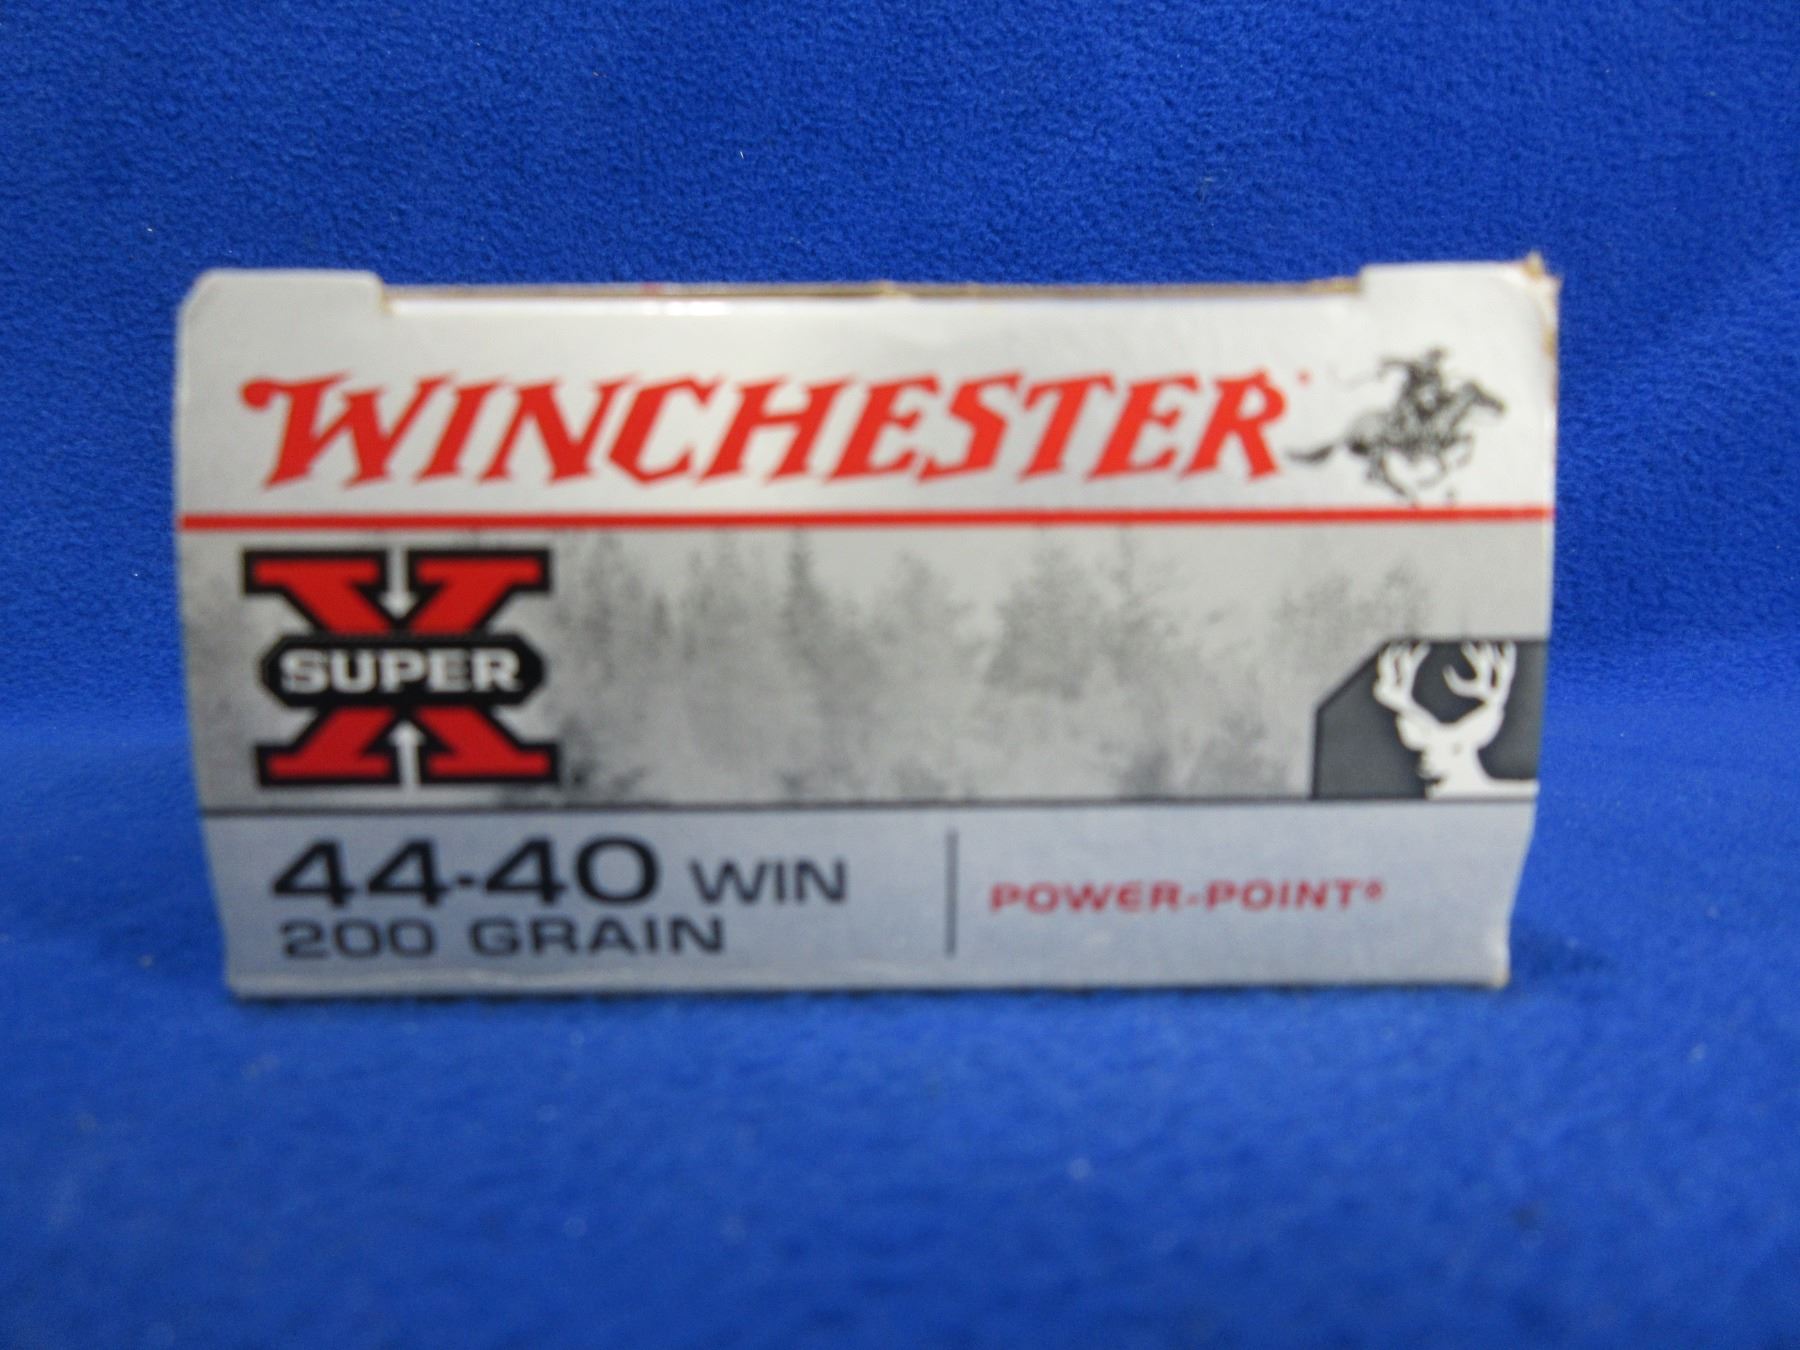 WINCHESTER
SUPER X
44-40 WIN
200 GRAIN
POWER-POINT®